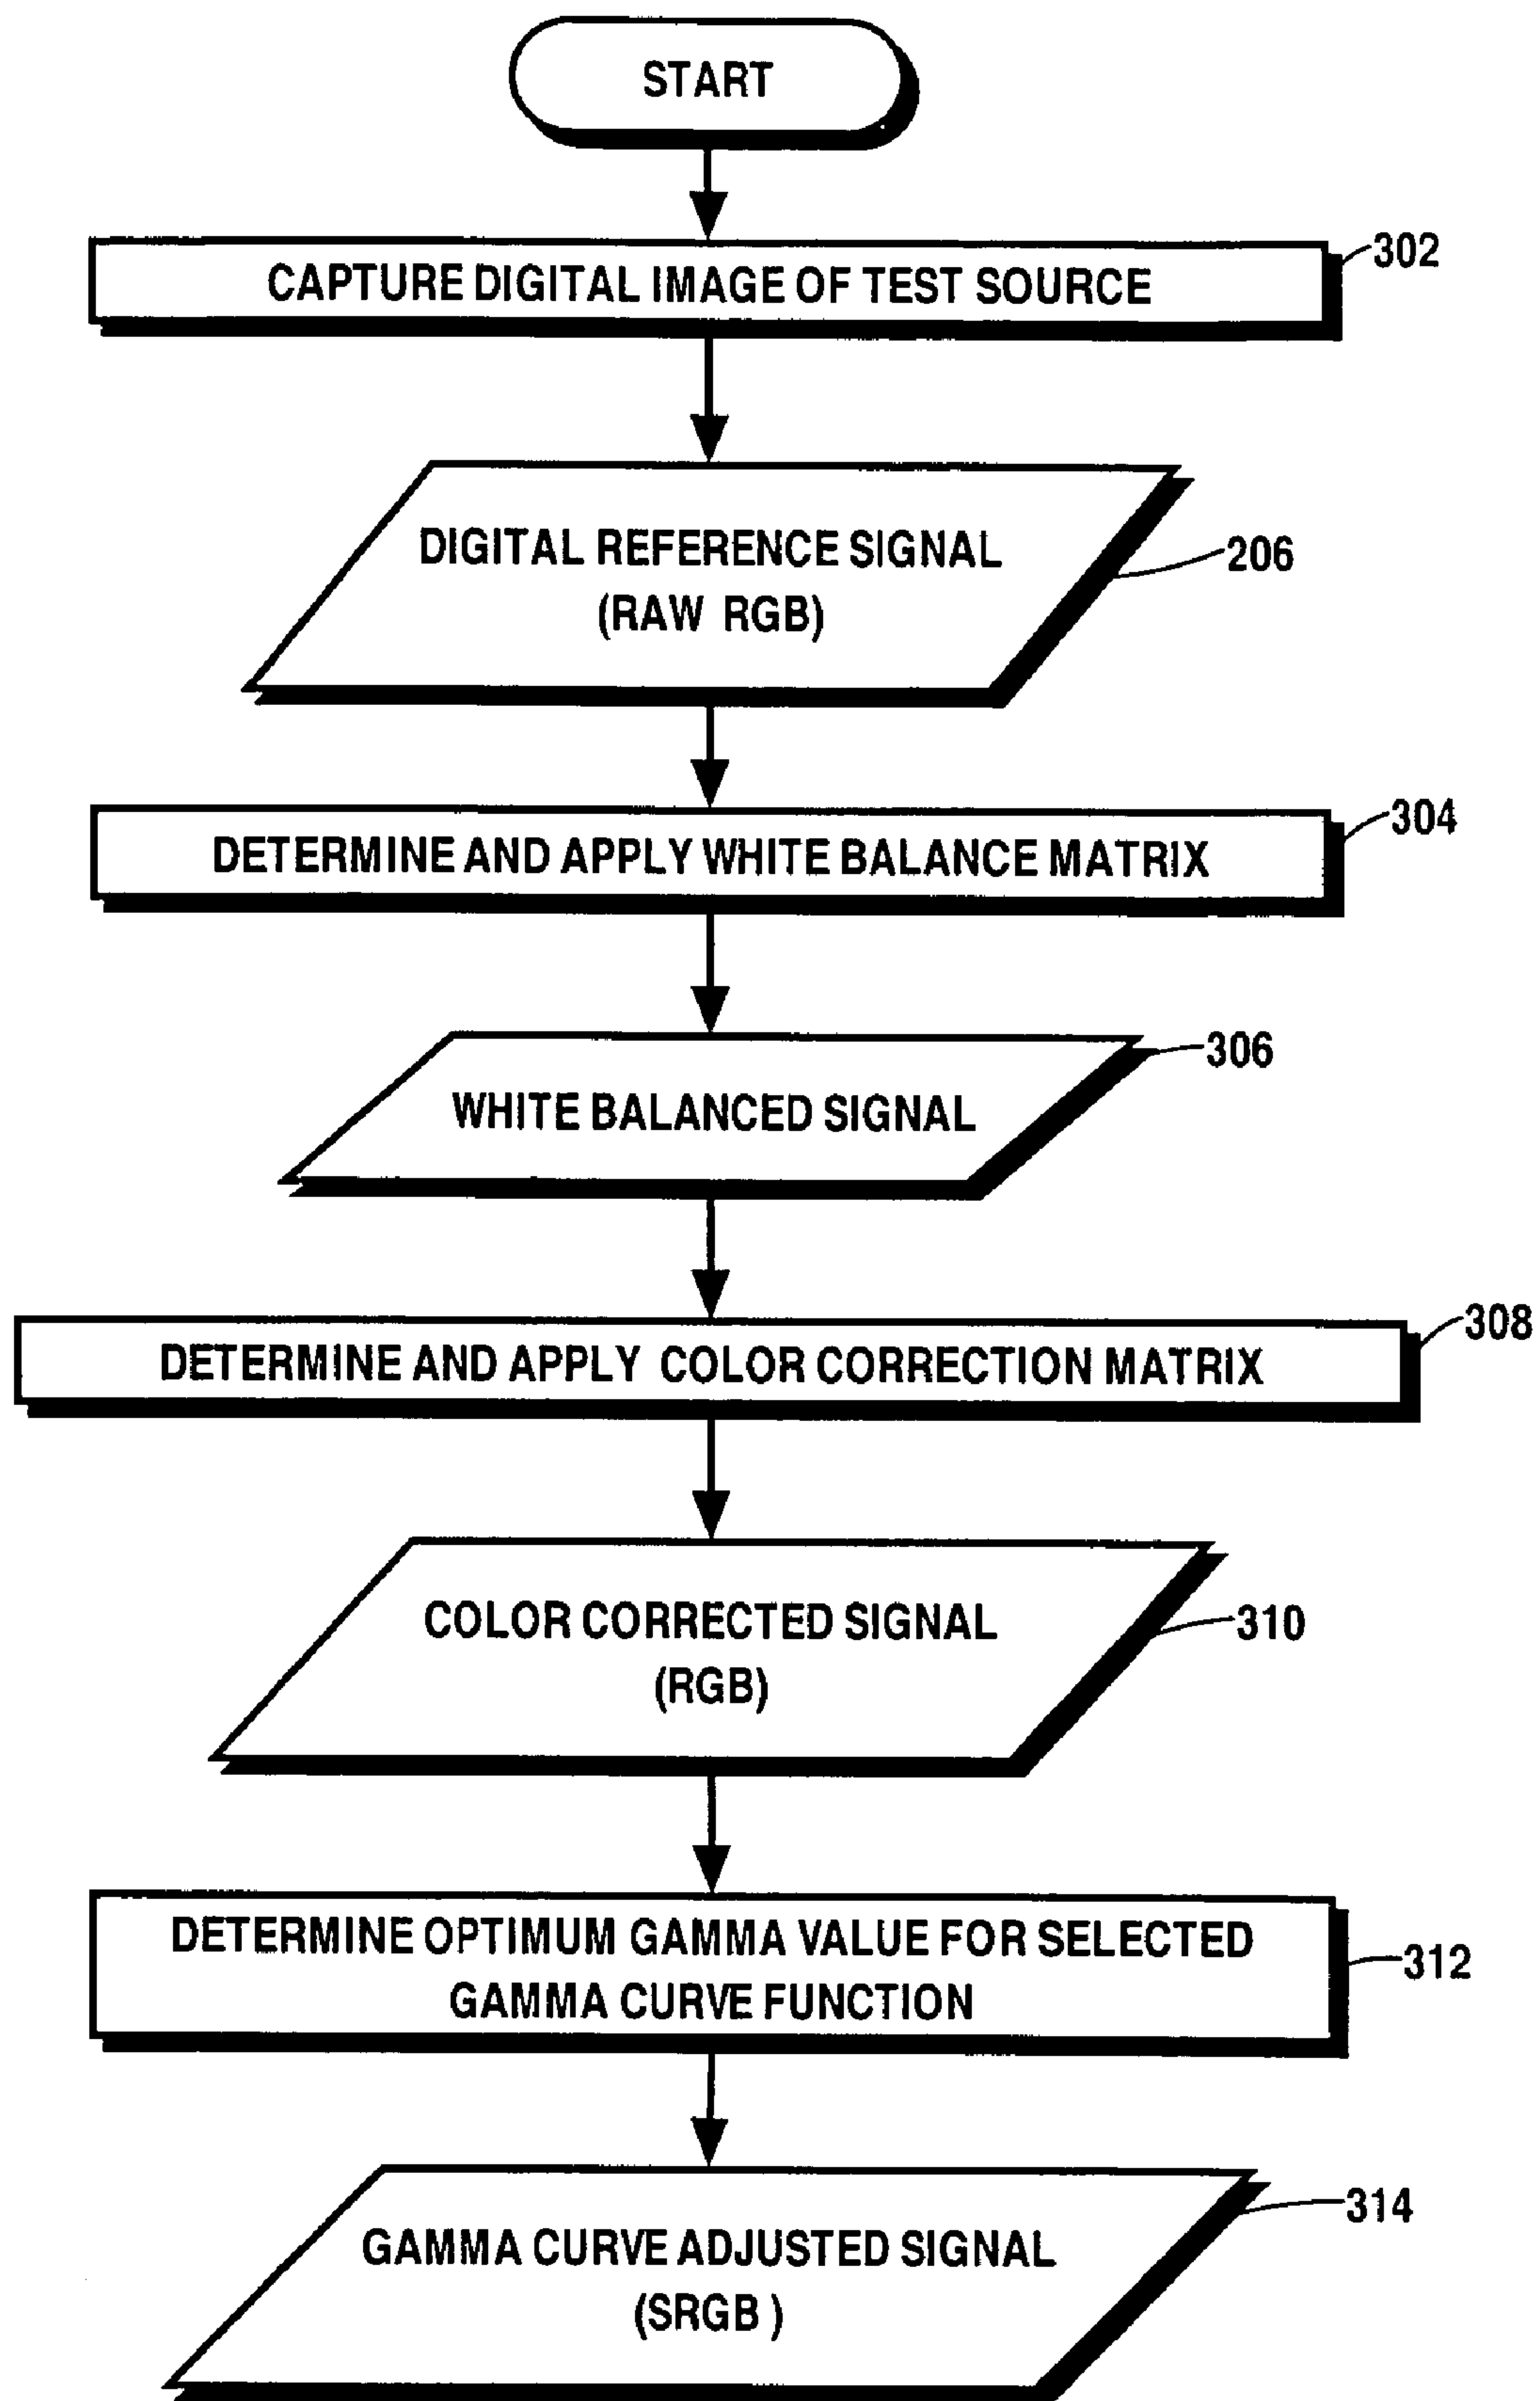 START
CAPTURE DIGITAL IMAGE OF TEST SOURCE
302
DIGITAL REFERENCE SIGNAL
(RAW RGB)
206
DETERMINE AND APPLY WHITE BALANCE MATRIX
304
WHITE BALANCED SIGNAL
306
DETERMINE AND APPLY COLOR CORRECTION MATRIX
308
COLOR CORRECTED SIGNAL
(RGB)
310
DETERMINE OPTIMUM GAMMA VALUE FOR SELECTED
GAMMA CURVE FUNCTION
312
GAMMA CURVE ADJUSTED SIGNAL
(SRGB )
314